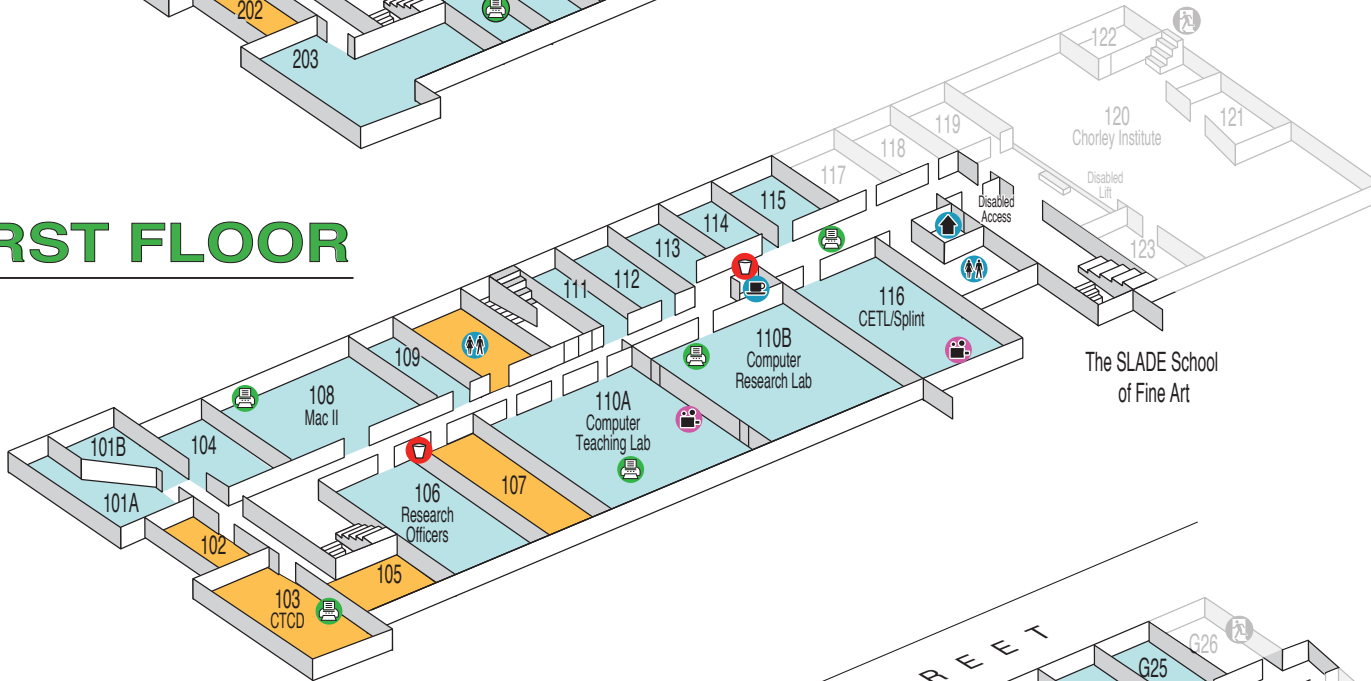 202
203
RST FLOOR
122
121
120
Chorley Institute
119
118
117
Disabled
Lift
Disabled
Access
123
115
114
113
112
111
116
CETL/Splint
110B
Computer
Research Lab
The SLADE School
of Fine Art
109
108
Mac II
110A
Computer
Teaching Lab
101B
104
101A
107
106
Research
Officers
102
105
103
CTCD
REET
G26
G25